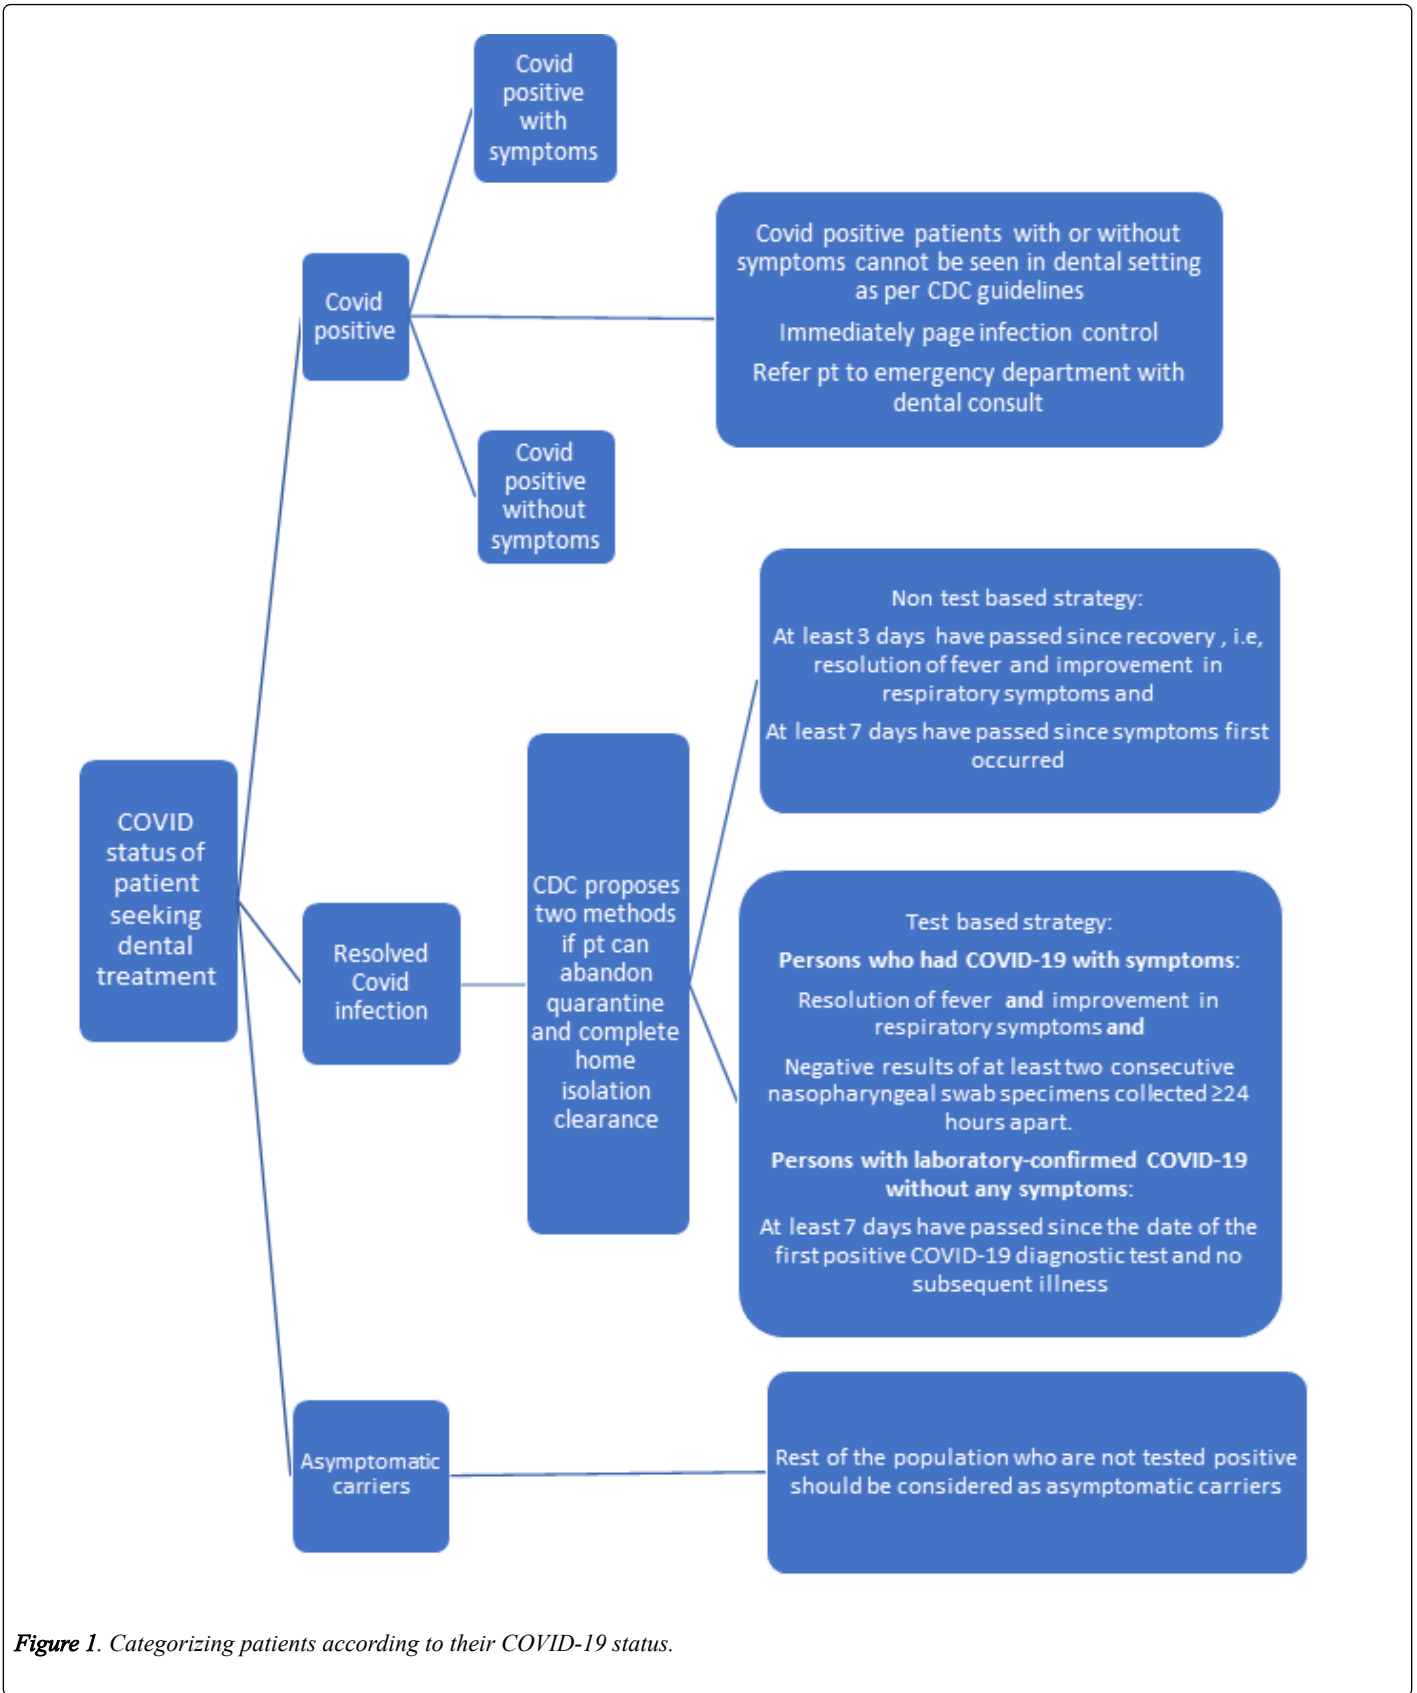 Covid
positive
with
symptoms
Covid positive patients with or without
symptoms cannot be seen in dental setting
as per CDC guidelines
Immediately page infection control
Refer pt to emergency department with
dental consult
Covid
positive
Covid
positive
without
symptoms
Non test based strategy:
At least 3 days have passed since recovery , i.e,
resolution of fever and improvement in
respiratory symptoms and
At least 7 days have passed since symptoms first
occurred
COVID
status of
patient
seeking
dental
treatment
Resolved
Covid
infection
CDC proposes
two methods
if pt can
abandon
quarantine
and complete
home
isolation
clearance
Test based strategy:
Persons who had COVID-19 with symptoms:
Resolution of fever and improvement in
respiratory symptoms and
Negative results of at least two consecutive
nasopharyngeal swab specimens collected ≥24
hours apart.
Persons with laboratory-confirmed COVID-19
without any symptoms:
At least 7 days have passed since the date of the
first positive COVID-19 diagnostic test and no
subsequent illness
Asymptomatic
carriers
Rest of the population who are not tested positive
should be considered as asymptomatic carriers
Figure 1. Categorizing patients according to their COVID-19 status.